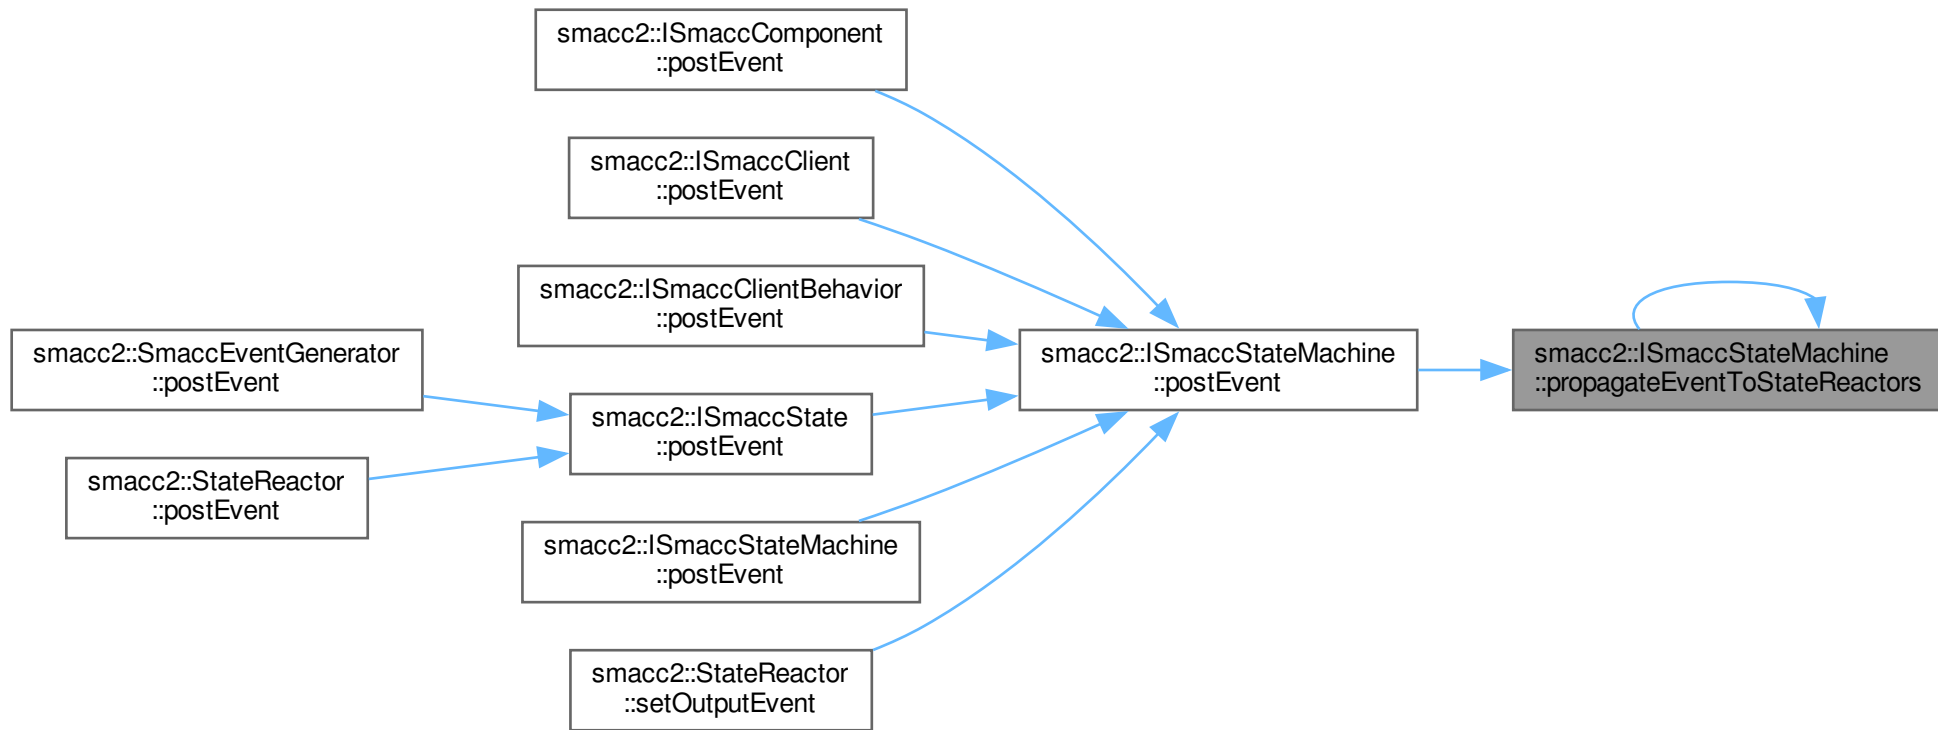 smacc2::ISmaccComponent
::postEvent
smacc2::ISmaccClient
::postEvent
smacc2::ISmaccClientBehavior
::postEvent
smacc2::SmaccEventGenerator
::postEvent
smacc2::ISmaccStateMachine
::postEvent
smacc2::ISmaccStateMachine
::propagateEventToStateReactors
smacc2::ISmaccState
::postEvent
smacc2::StateReactor
::postEvent
smacc2::ISmaccStateMachine
::postEvent
smacc2::StateReactor
::setOutputEvent